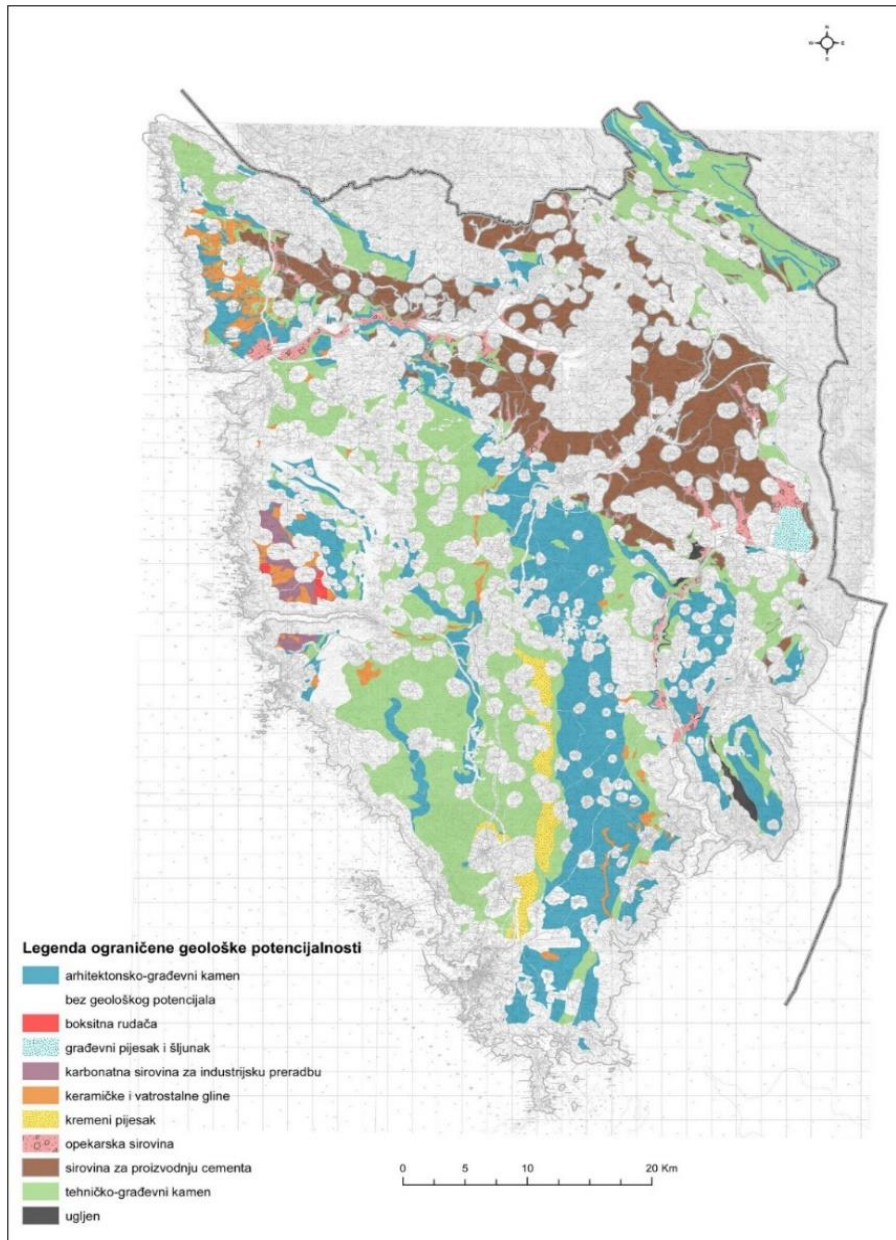 N
W E
S
Legenda ograničene geološke potencijalnosti
arhitektonsko-građevni kamen
bez geološkog potencijala
boksitna rudača
građevni pijesak i šljunak
karbonatna sirovina za industrijsku preradbu
keramičke i vatrostalne gline
kremeni pijesak
opekarska sirovina
sirovina za proizvodnju cementa
tehničko-građevni kamen
ugljen
0 5 10 20 Km